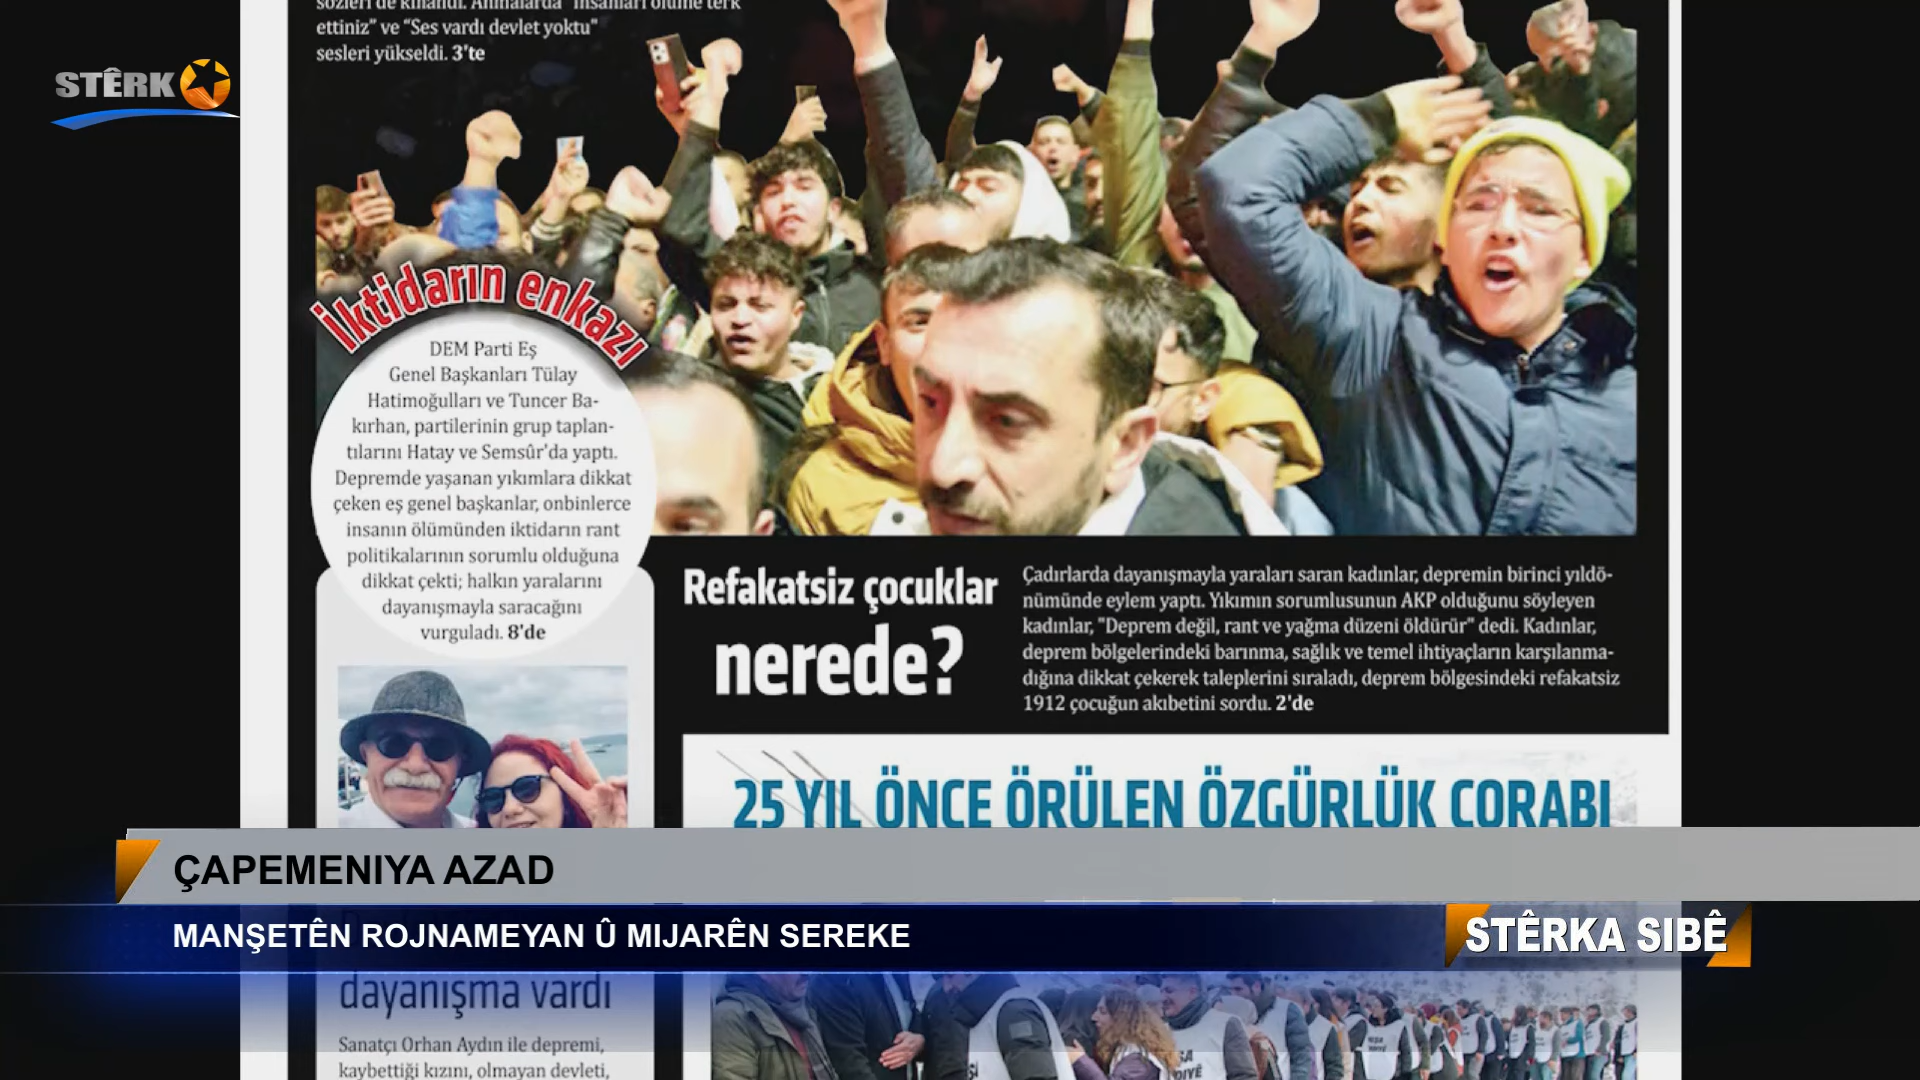 sözleri de kınandı. Anmalarda "İnsanları ölüme terk
ettiniz" ve "Ses vardı devlet yoktu"
sesleri yükseldi. 3'te
STÊRK
İktidarın enkazı
DEM Parti Eş
Genel Başkanları Tülay
Hatimoğulları ve Tuncer Ba-
kırhan, partilerinin grup taplan-
tılarını Hatay ve Semsûr'da yaptı.
Depremde yaşanan yıkımlara dikkat
çeken eş genel başkanlar, onbinlerce
insanın ölümünden iktidarın rant
politikalarının sorumlu olduğuna
dikkat çekti; halkın yaralarını
dayanışmayla saracağını
vurguladı. 8'de
Refakatsiz çocuklar
nerede?
Çadırlarda dayanışmayla yaraları saran kadınlar, depremin birinci yıldö-
nümünde eylem yaptı. Yıkımın sorumlusunun AKP olduğunu söyleyen
kadınlar, "Deprem değil, rant ve yağma düzeni öldürür" dedi. Kadınlar,
deprem bölgelerindeki barınma, sağlık ve temel ihtiyaçların karşılanma-
dığına dikkat çekerek taleplerini sıraladı, deprem bölgesindeki refakatsiz
1912 çocuğun akıbetini sordu. 2'de
25 YIL ÖNCE ÖRÜLEN ÖZGÜRLÜK ÇORABI
ÇAPEMENIYA AZAD
MANŞETÊN ROJNAMEYAN Û MIJARÊN SEREKE
STÊRKA SIBÊ
dayanışma vardı
Sanatçı Orhan Aydın ile depremi,
kaybettiği kızını, olmayan devleti,